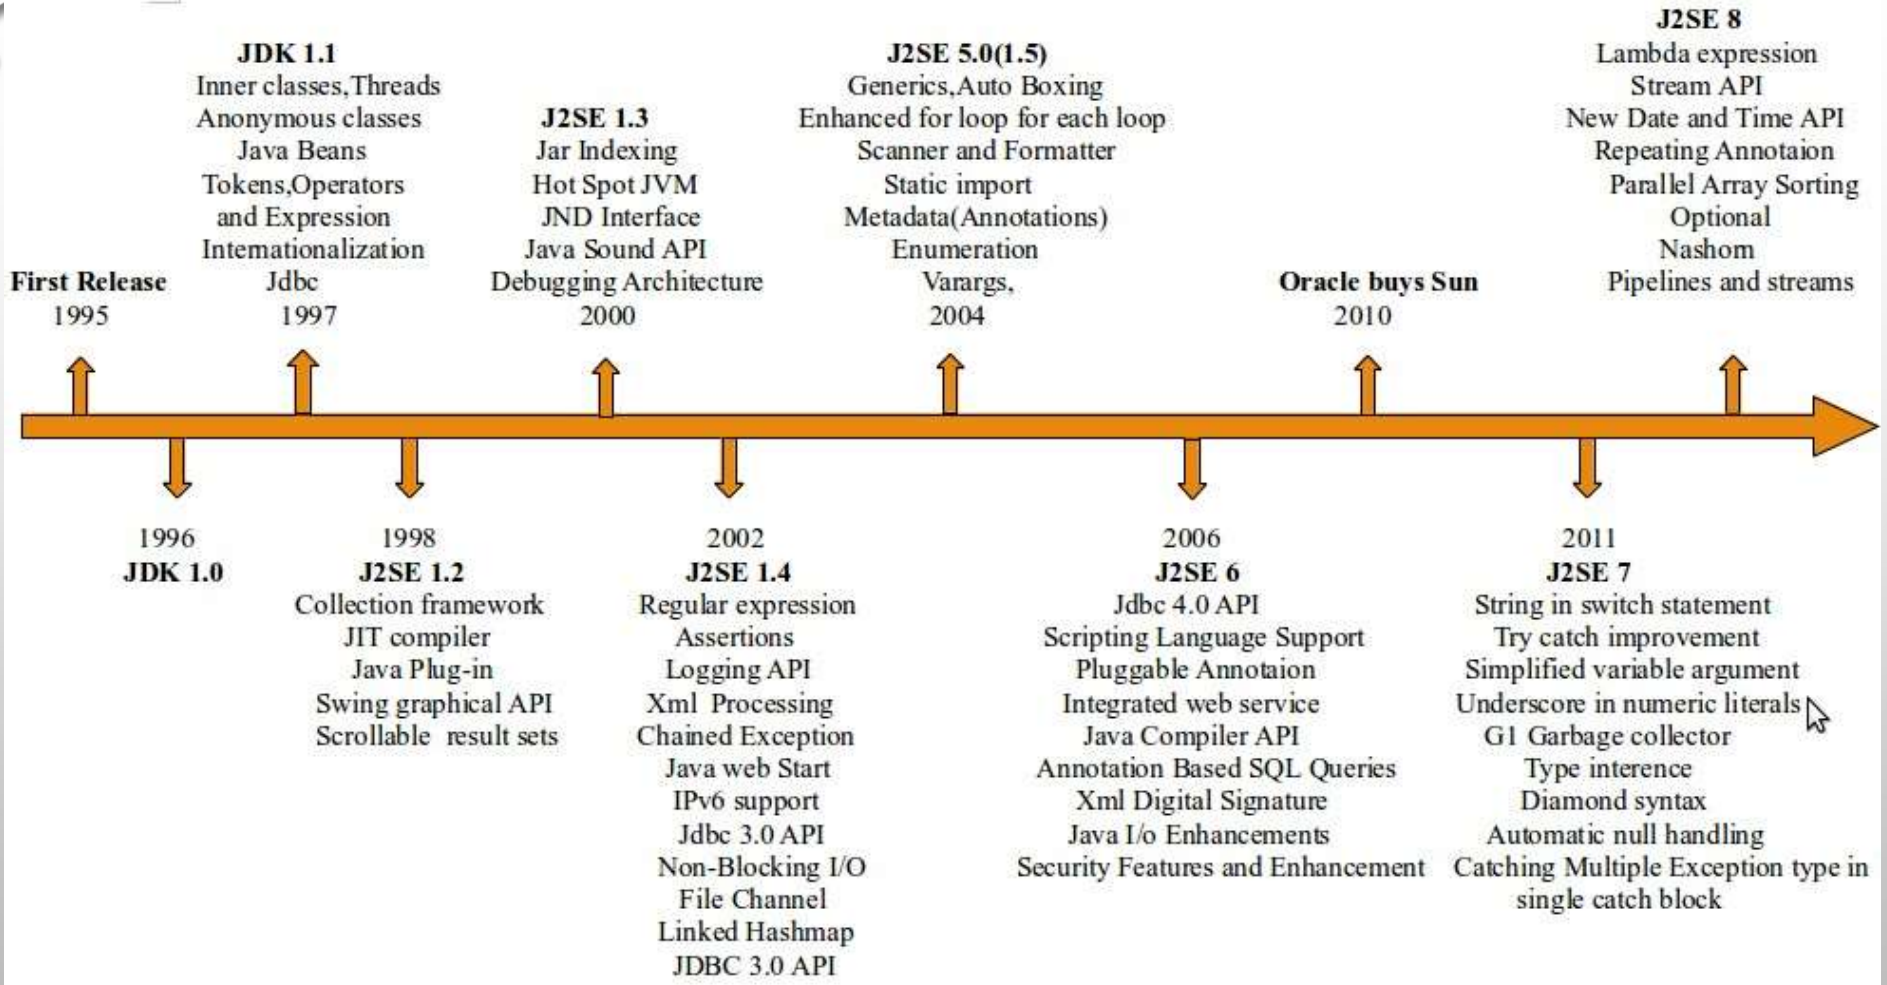 First Release
1995
JDK 1.1
Inner classes,Threads
Anonymous classes
Java Beans
Tokens,Operators
and Expression
Internationalization
Jdbc
1997
J2SE 1.3
Jar Indexing
Hot Spot JVM
JND Interface
Java Sound API
Debugging Architecture
2000
J2SE 5.0(1.5)
Generics,Auto Boxing
Enhanced for loop for each loop
Scanner and Formatter
Static import
Metadata(Annotations)
Enumeration
Varargs,
2004
Oracle buys Sun
2010
J2SE 8
Lambda expression
Stream API
New Date and Time API
Repeating Annotaion
Parallel Array Sorting
Optional
Nashorn
Pipelines and streams
1996
JDK 1.0
1998
J2SE 1.2
Collection framework
JIT compiler
Java Plug-in
Swing graphical API
Scrollable result sets
2002
J2SE 1.4
Regular expression
Assertions
Logging API
Xml Processing
Chained Exception
Java web Start
IPv6 support
Jdbc 3.0 API
Non-Blocking I/O
File Channel
Linked Hashmap
JDBC 3.0 API
2006
J2SE 6
Jdbc 4.0 API
Scripting Language Support
Pluggable Annotaion
Integrated web service
Java Compiler API
Annotation Based SQL Queries
Xml Digital Signature
Java I/o Enhancements
Security Features and Enhancement
2011
J2SE 7
String in switch statement
Try catch improvement
Simplified variable argument
Underscore in numeric literals
G1 Garbage collector
Type interence
Diamond syntax
Automatic null handling
Catching Multiple Exception type in
single catch block